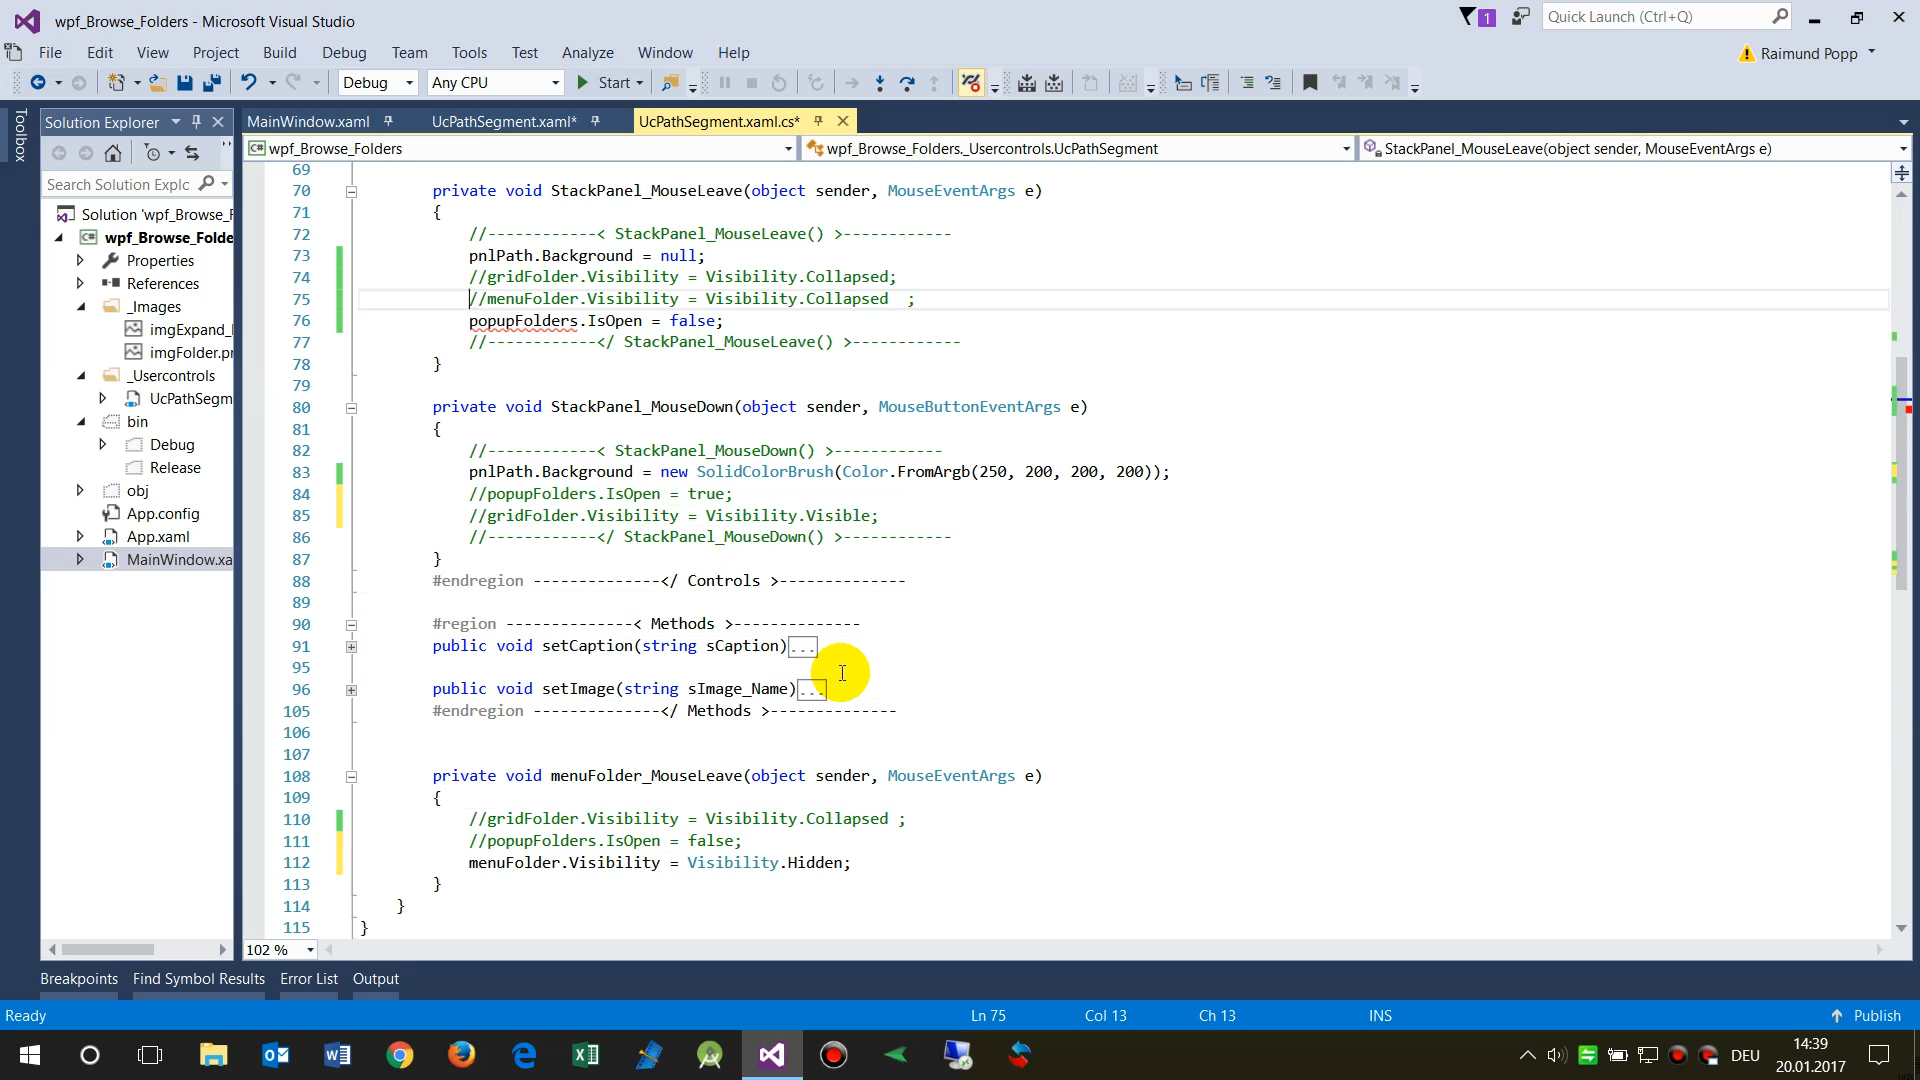 wpf_Browse_Folders - Microsoft Visual Studio
1
Quick Launch (Ctrl+Q)
File Edit View Project Build Debug Team Tools Test Analyze Window Help
Raimund Popp
Debug Any CPU Start
Toolbox
Solution Explorer
MainWindow.xaml UcPathSegment.xaml* UcPathSegment.xaml.cs*
wpf_Browse_Folders wpf_Browse_Folders._Usercontrols.UcPathSegment StackPanel_MouseLeave(object sender, MouseEventArgs e)
Search Solution Explc
Solution 'wpf_Browse_F
wpf_Browse_Folde
Properties
References
_Images
imgExpand_
imgFolder.pr
_Usercontrols
UcPathSegm
bin
Debug
Release
obj
App.config
App.xaml
MainWindow.xa
69
70 private void StackPanel_MouseLeave(object sender, MouseEventArgs e)
71 {
72 //------------< StackPanel_MouseLeave() >------------
73 pnlPath.Background = null;
74 //gridFolder.Visibility = Visibility.Collapsed;
75 //menuFolder.Visibility = Visibility.Collapsed  ;
76 popupFolders.IsOpen = false;
77 //------------</ StackPanel_MouseLeave() >------------
78 }
79
80 private void StackPanel_MouseDown(object sender, MouseButtonEventArgs e)
81 {
82 //------------< StackPanel_MouseDown() >------------
83 pnlPath.Background = new SolidColorBrush(Color.FromArgb(250, 200, 200, 200));
84 //popupFolders.IsOpen = true;
85 //gridFolder.Visibility = Visibility.Visible;
86 //------------</ StackPanel_MouseDown() >------------
87 }
88 #endregion --------------</ Controls >--------------
89
90 #region --------------< Methods >--------------
91 public void setCaption(string sCaption)...
95
96 public void setImage(string sImage_Name)...
105 #endregion --------------</ Methods >--------------
106
107
108 private void menuFolder_MouseLeave(object sender, MouseEventArgs e)
109 {
110 //gridFolder.Visibility = Visibility.Collapsed ;
111 //popupFolders.IsOpen = false;
112 menuFolder.Visibility = Visibility.Hidden;
113 }
114 }
115 }
102 %
Breakpoints Find Symbol Results Error List Output
Ready Ln 75 Col 13 Ch 13 INS Publish
DEU
14:39
20.01.2017